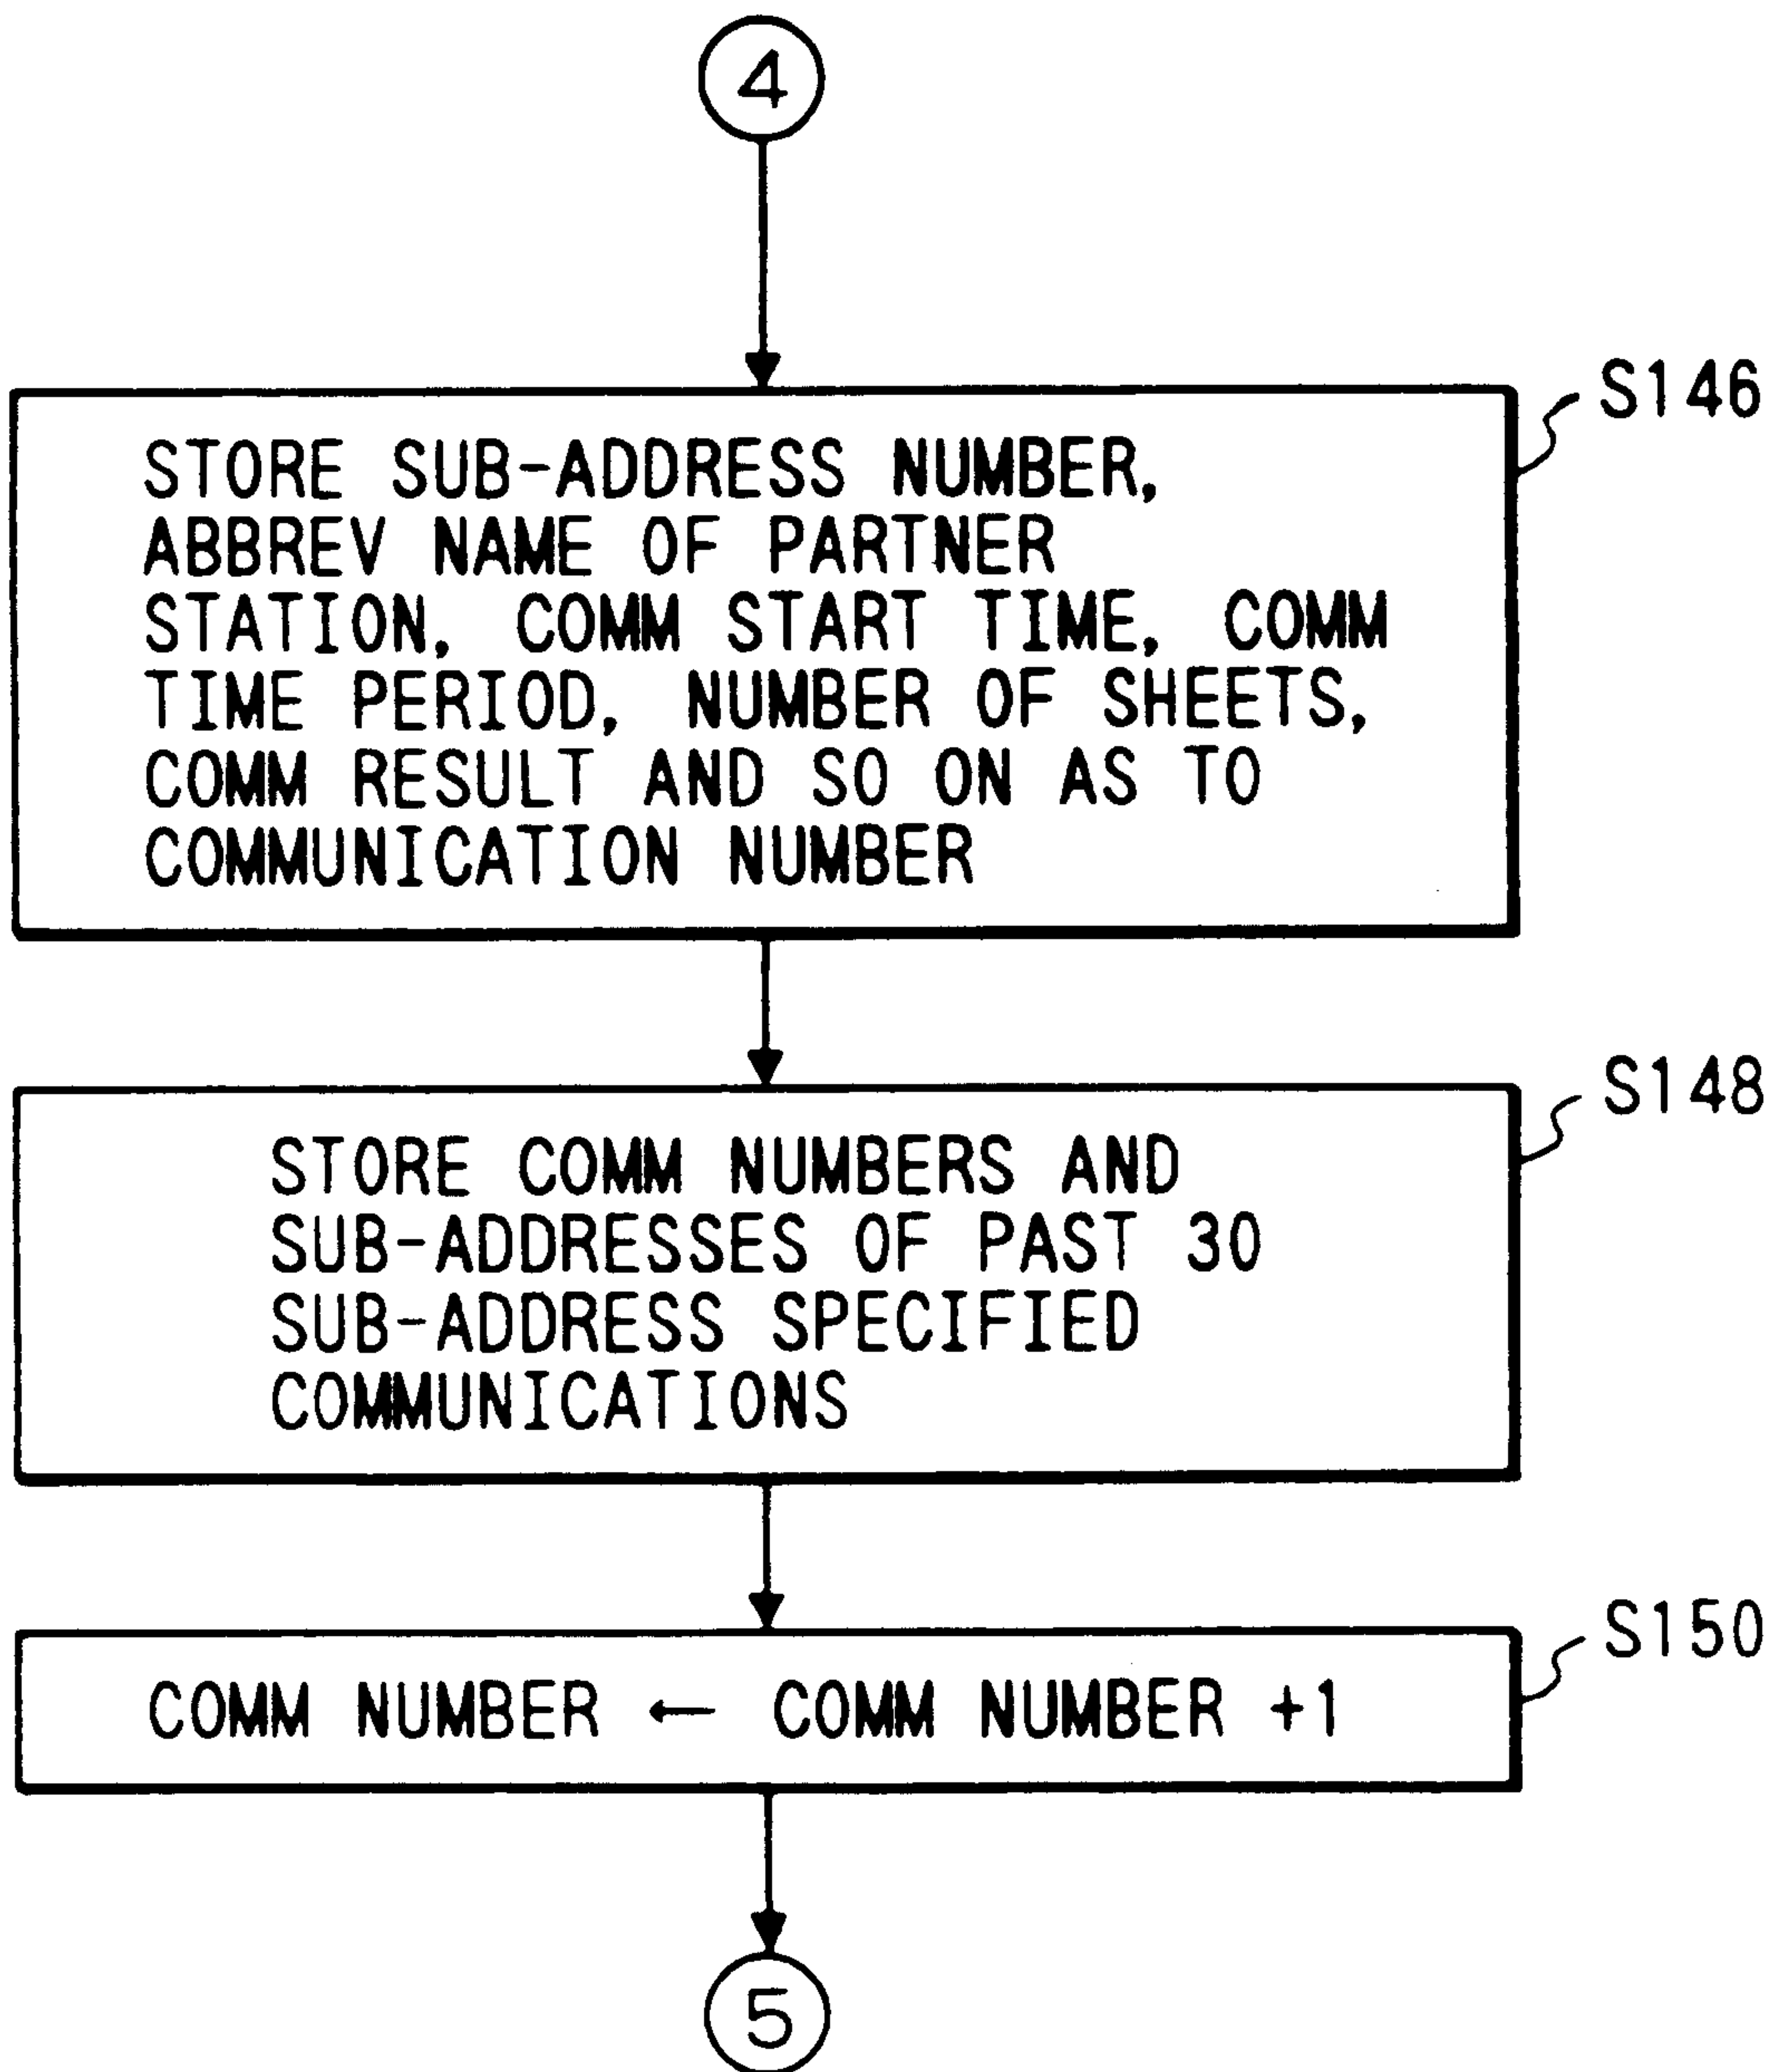 4
S146
STORE SUB-ADDRESS NUMBER,
ABBREV NAME OF PARTNER
STATION, COMM START TIME, COMM
TIME PERIOD, NUMBER OF SHEETS,
COMM RESULT AND SO ON AS TO
COMMUNICATION NUMBER
S148
STORE COMM NUMBERS AND
SUB-ADDRESSES OF PAST 30
SUB-ADDRESS SPECIFIED
COMMUNICATIONS
S150
COMM NUMBER ← COMM NUMBER +1
5